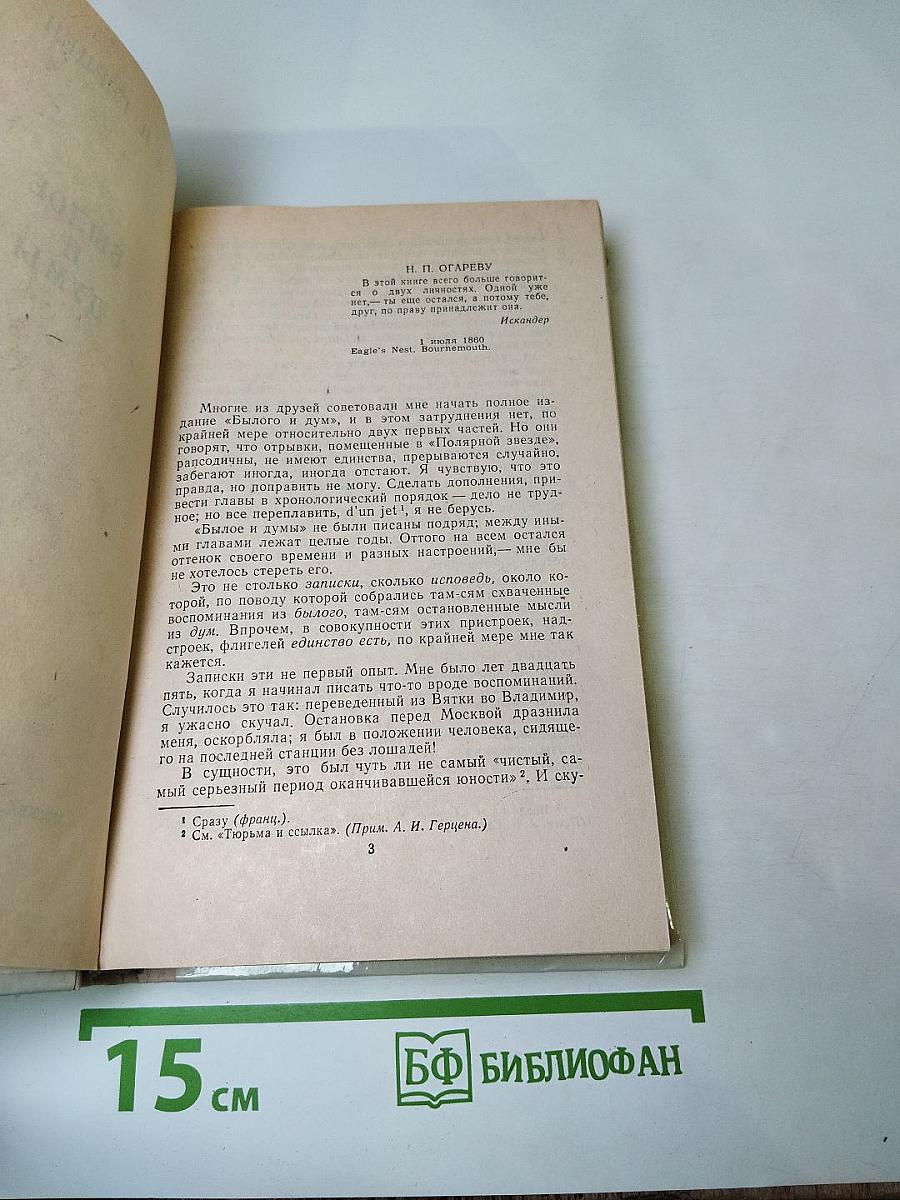 Н. П. ОГАРЕВУ
В этой книге всего больше говорит-
ся о двух личностях. Одной уже
нет,— ты еще остался, а потому тебе,
друг, по праву принадлежит она.
Искандер
1 июля 1860
Eagle's Nest, Bournemouth.
Многие из друзей советовали мне начать полное из-
дание «Былого и дум», и в этом затруднения нет, по
крайней мере относительно двух первых частей. Но они
говорят, что отрывки, помещенные в «Полярной звезде»,
рапсодичны, не имеют единства, прерываются случайно,
забегают иногда, иногда отстают. Я чувствую, что это
правда, но поправить не могу. Сделать дополнения, при-
вести главы в хронологический порядок — дело не труд-
ное; но все переплавить, d'un jet¹, я не берусь.
«Былое и думы» не были писаны подряд; между ины-
ми главами лежат целые годы. Оттого на всем остался
оттенок своего времени и разных настроений,— мне бы
не хотелось стереть его.
Это не столько записки, сколько исповедь, около ко-
торой, по поводу которой собрались там-сям схваченные
воспоминания из былого, там-сям остановленные мысли
из дум. Впрочем, в совокупности этих пристроек, над-
строек, флигелей единство есть, по крайней мере мне так
кажется.
Записки эти не первый опыт. Мне было лет двадцать
пять, когда я начинал писать что-то вроде воспоминаний.
Случилось это так: переведенный из Вятки во Владимир,
я ужасно скучал. Остановка перед Москвой дразнила
меня, оскорбляла; я был в положении человека, сидяще-
го на последней станции без лошадей!
В сущности, это был чуть ли не самый «чистый, са-
мый серьезный период оканчивавшейся юности»². И ску-
¹ Сразу (франц.).
² См. «Тюрьма и ссылка». (Прим. А. И. Герцена.)
3
15 см
БФ БИБЛИОФАН